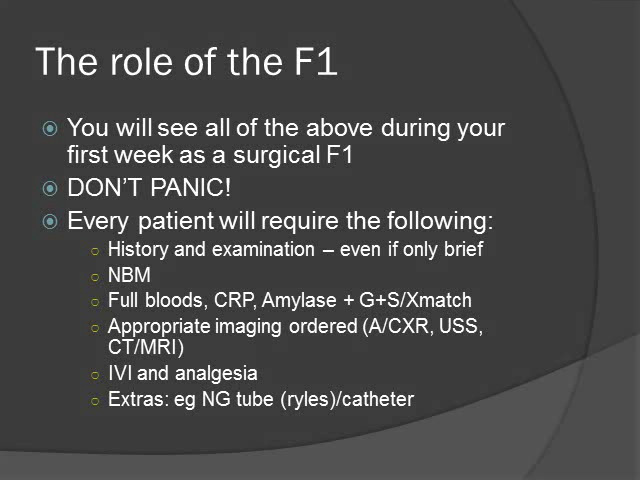 The role of the F1
You will see all of the above during your
first week as a surgical F1
DON'T PANIC!
Every patient will require the following:
History and examination – even if only brief
NBM
Full bloods, CRP, Amylase + G+S/Xmatch
Appropriate imaging ordered (A/CXR, USS,
CT/MRI)
IVI and analgesia
Extras: eg NG tube (ryles)/catheter